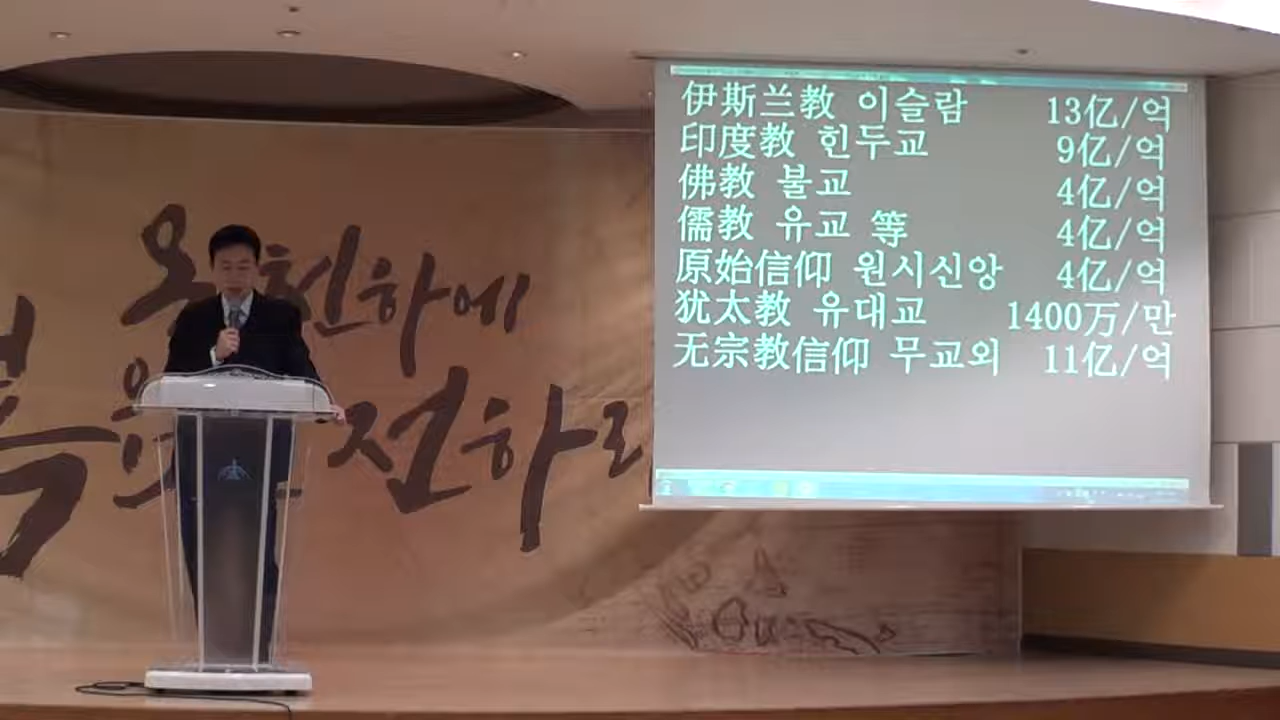 伊斯兰教 이슬람 13亿/억
印度教 힌두교 9亿/억
佛教 불교 4亿/억
儒教 유교 等 4亿/억
原始信仰 원시신앙 4亿/억
犹太教 유대교 1400万/만
无宗教信仰 무교외 11亿/억
천하에
전하라